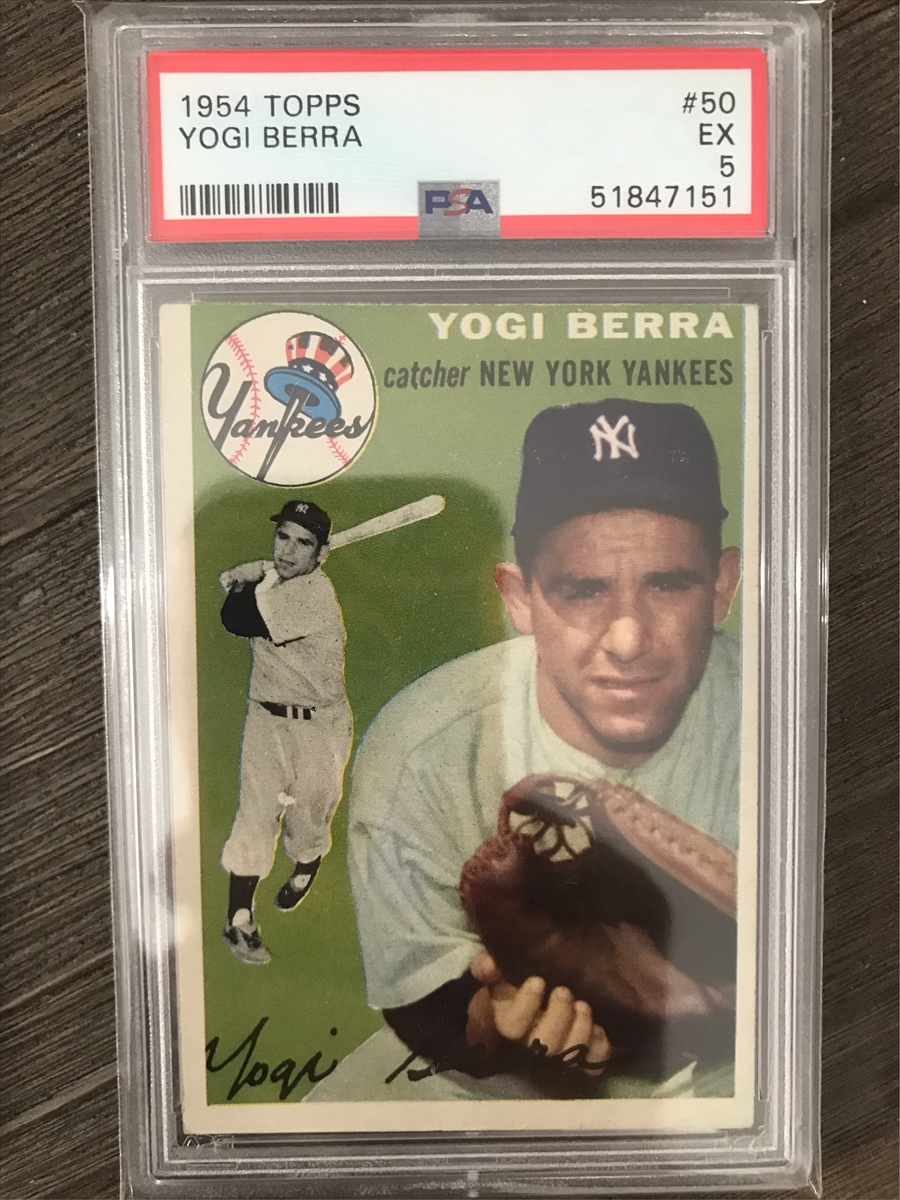 1954 TOPPS #50
YOGI BERRA EX
5
51847151
PSA
YOGI BERRA
catcher NEW YORK YANKEES
Yankees
NY
NY
Yogi Berra